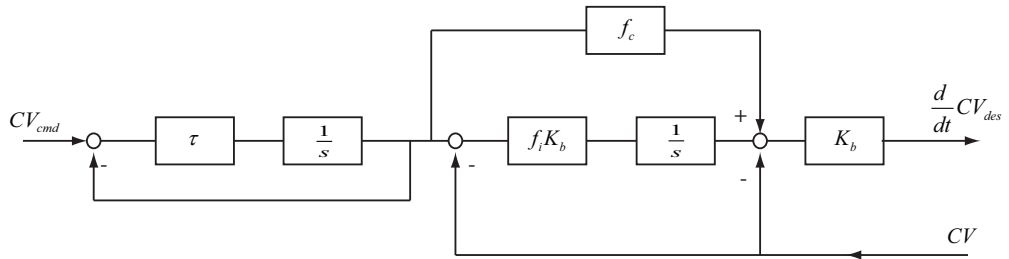 f_c
CV_cmd
τ
1/s
f_i K_b
1/s
K_b
d/dt CV_des
+
-
-
-
CV